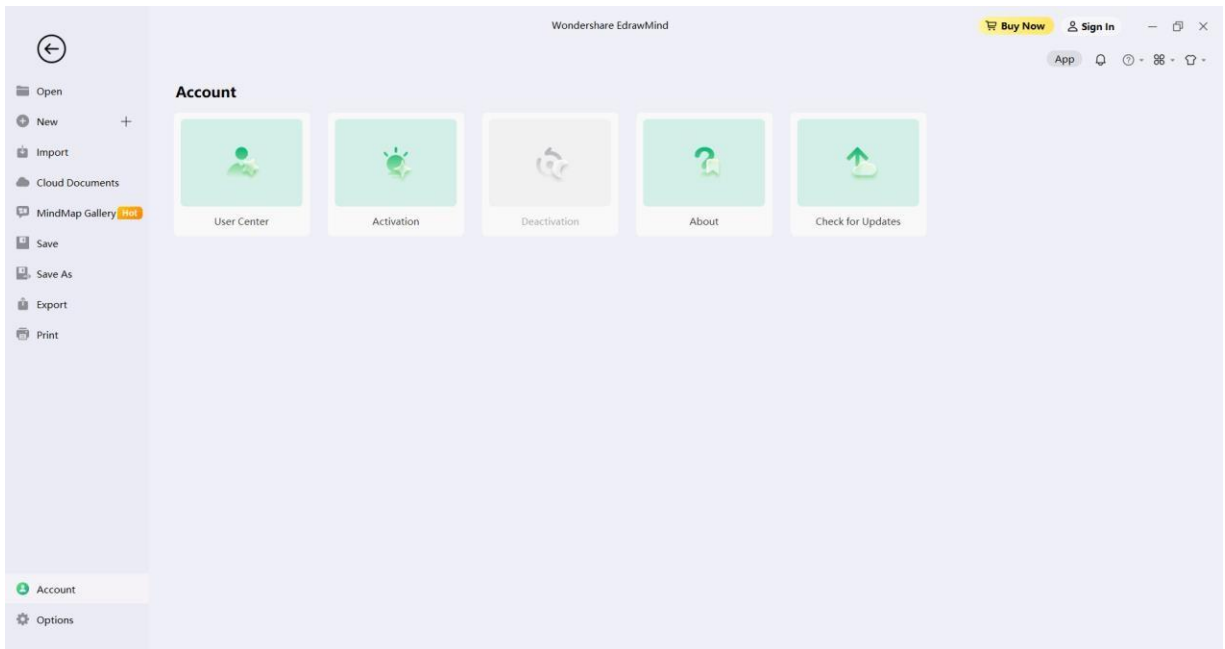 Wondershare EdrawMind
Buy Now
Sign In
App
Open
New
Import
Cloud Documents
MindMap Gallery Hot
Save
Save As
Export
Print
Account
Options
Account
User Center
Activation
Deactivation
About
Check for Updates